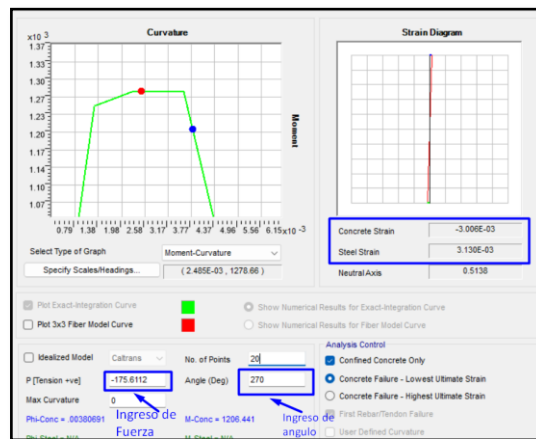 Curvature
Strain Diagram
x10 3
1.37
1.33
1.30
1.27
1.23
1.20
1.17
1.13
1.10
1.07
Moment
0.79 1.38 1.98 2.58 3.18 3.77 4.37 4.96 5.56 6.15 x10 -3
Concrete Strain -3.006E-03
Steel Strain 3.130E-03
Neutral Axis 0.5138
Select Type of Graph Moment-Curvature
Specify Scales/Headings... ( 2.485E-03 , 1278.66 )
Plot Exact-Integration Curve
Show Numerical Results for Exact-Integration Curve
Plot 3x3 Fiber Model Curve
Show Numerical Results for Fiber Model Curve
Idealized Model Caltrans No. of Points 20
Analysis Control
Confined Concrete Only
P [Tension +ve] -175.6112 Angle (Deg) 270
Concrete Failure - Lowest Ultimate Strain
Max Curvature 0
Concrete Failure - Highest Ultimate Strain
Ingreso de Fuerza
Ingreso de angulo
Phi-Conc = .00380691 M-Conc = 1206.441
First Rebar/Tendon Failure
User Defined Curvature